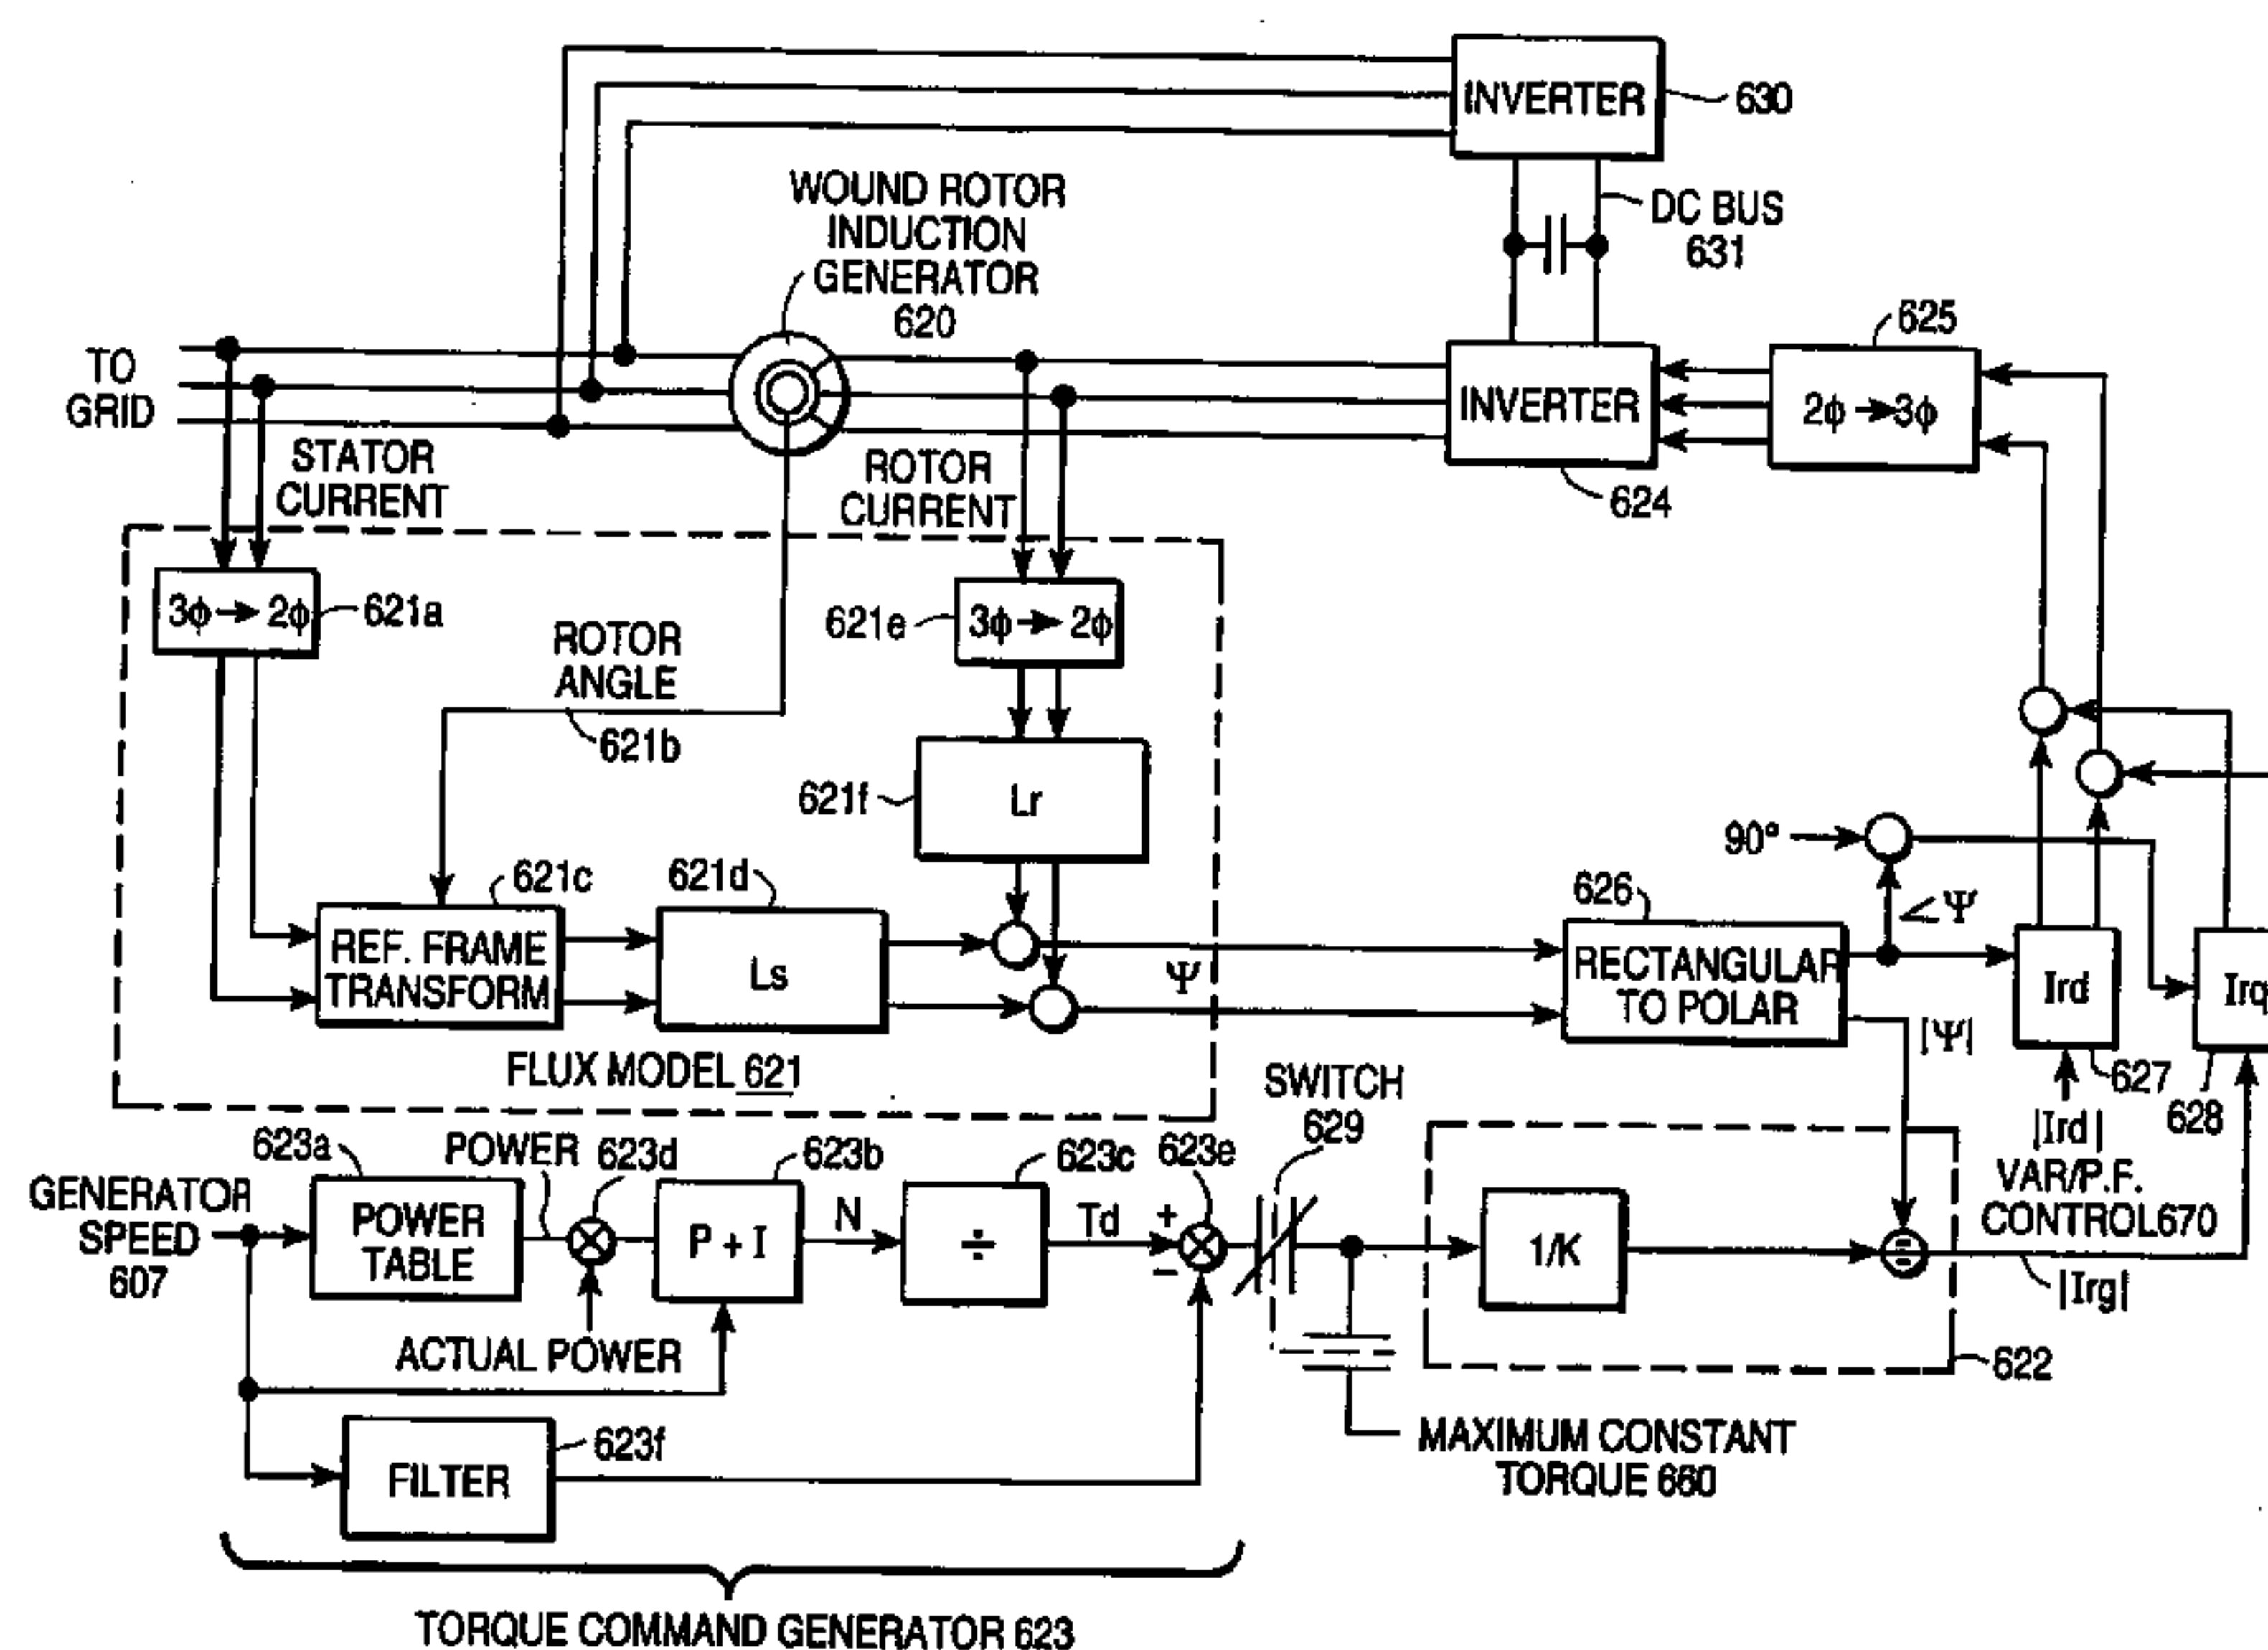 INVERTER
630
WOUND ROTOR
INDUCTION
GENERATOR
620
DC BUS
631
625
TO
GRID
INVERTER
2ϕ → 3ϕ
624
STATOR
CURRENT
ROTOR
CURRENT
3ϕ → 2ϕ
621a
621e
3ϕ → 2ϕ
ROTOR
ANGLE
621b
621f
Lr
90°
621c
621d
626
∠Ψ
REF. FRAME
TRANSFORM
Ls
Ψ
RECTANGULAR
TO POLAR
Ird
Irq
|Ψ|
FLUX MODEL 621
627
628
SWITCH
629
|Ird|
VAR/P.F.
CONTROL670
623a
POWER
623d
623b
623c
623e
GENERATOR
SPEED
607
POWER
TABLE
P + I
N
÷
Td
+
−
1/K
÷
|Irg|
ACTUAL POWER
622
623f
FILTER
MAXIMUM CONSTANT
TORQUE 660
TORQUE COMMAND GENERATOR 623